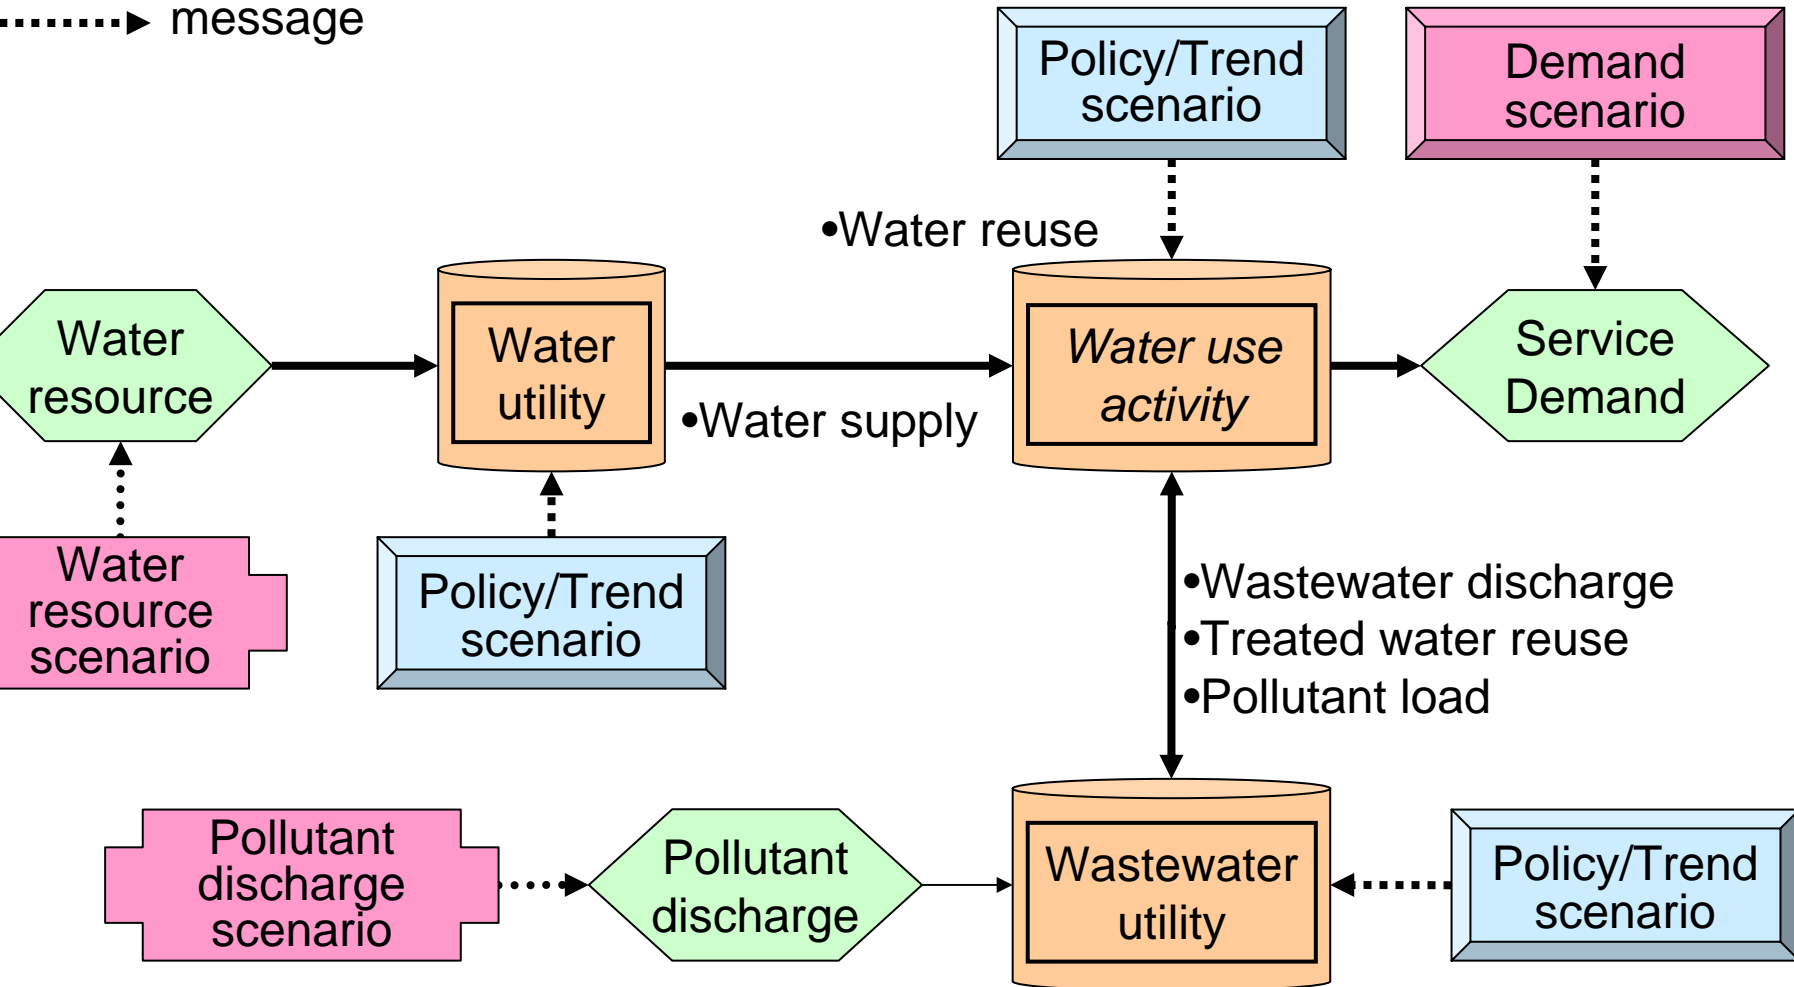 message
Policy/Trend
scenario
Demand
scenario
•Water reuse
Water
resource
Water
utility
•Water supply
Water use
activity
Service
Demand
Water
resource
scenario
Policy/Trend
scenario
•Wastewater discharge
•Treated water reuse
•Pollutant load
Pollutant
discharge
scenario
Pollutant
discharge
Wastewater
utility
Policy/Trend
scenario